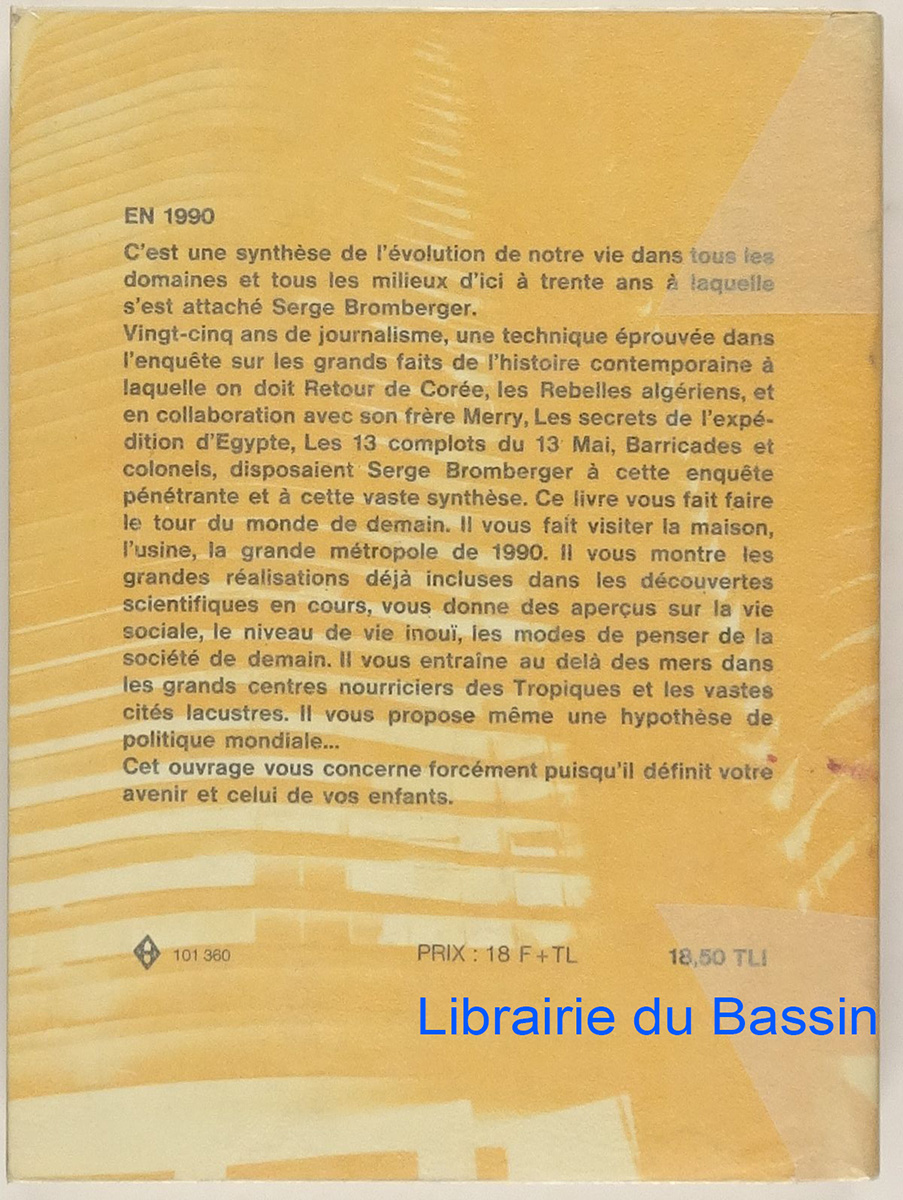 EN 1990
C'est une synthèse de l'évolution de notre vie dans tous les
domaines et tous les milieux d'ici à trente ans à laquelle
s'est attaché Serge Bromberger.
Vingt-cinq ans de journalisme, une technique éprouvée dans
l'enquête sur les grands faits de l'histoire contemporaine à
laquelle on doit Retour de Corée, les Rebelles algériens, et
en collaboration avec son frère Merry, Les secrets de l'expé-
dition d'Egypte, Les 13 complots du 13 Mai, Barricades et
colonels, disposaient Serge Bromberger à cette enquête
pénétrante et à cette vaste synthèse. Ce livre vous fait faire
le tour du monde de demain. Il vous fait visiter la maison,
l'usine, la grande métropole de 1990. Il vous montre les
grandes réalisations déjà incluses dans les découvertes
scientifiques en cours, vous donne des aperçus sur la vie
sociale, le niveau de vie inouï, les modes de penser de la
société de demain. Il vous entraîne au delà des mers dans
les grands centres nourriciers des Tropiques et les vastes
cités lacustres. Il vous propose même une hypothèse de
politique mondiale...
Cet ouvrage vous concerne forcément puisqu'il définit votre
avenir et celui de vos enfants.
H 101 360 PRIX : 18 F + TL 18,50 TLI
Librairie du Bassin